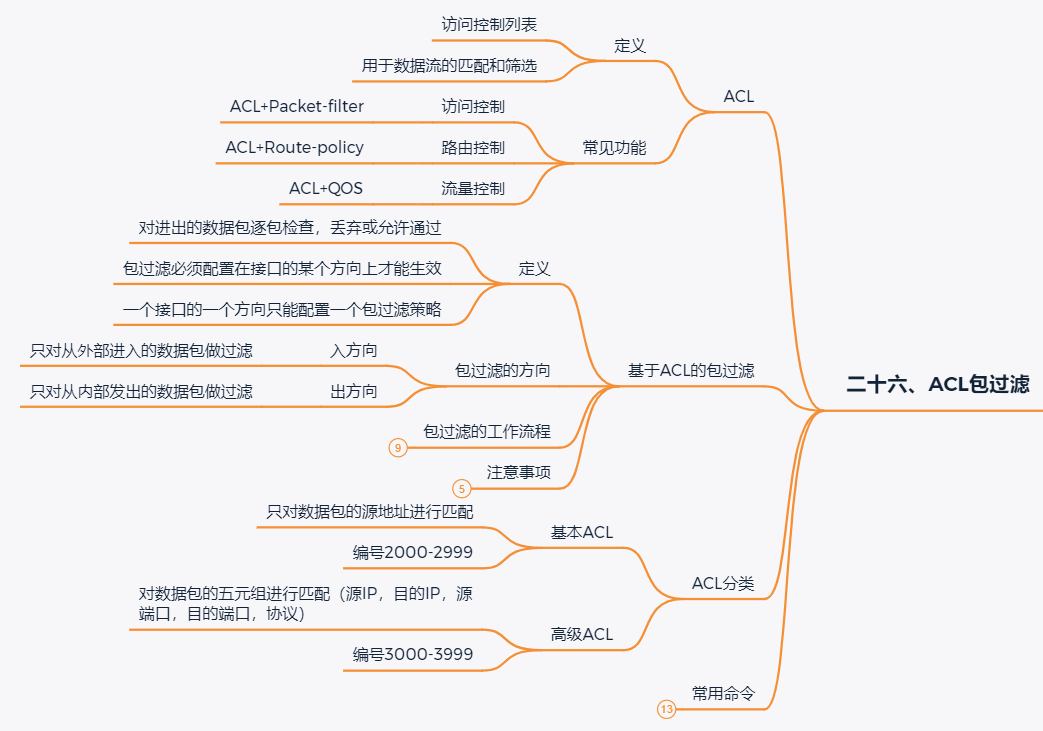 二十六、ACL包过滤
ACL
定义
访问控制列表
用于数据流的匹配和筛选
常见功能
访问控制
ACL+Packet-filter
路由控制
ACL+Route-policy
流量控制
ACL+QOS
基于ACL的包过滤
定义
对进出的数据包逐包检查，丢弃或允许通过
包过滤必须配置在接口的某个方向上才能生效
一个接口的一个方向只能配置一个包过滤策略
包过滤的方向
入方向
只对从外部进入的数据包做过滤
出方向
只对从内部发出的数据包做过滤
包过滤的工作流程
9
注意事项
5
ACL分类
基本ACL
只对数据包的源地址进行匹配
编号2000-2999
高级ACL
对数据包的五元组进行匹配（源IP，目的IP，源
端口，目的端口，协议）
编号3000-3999
常用命令
13